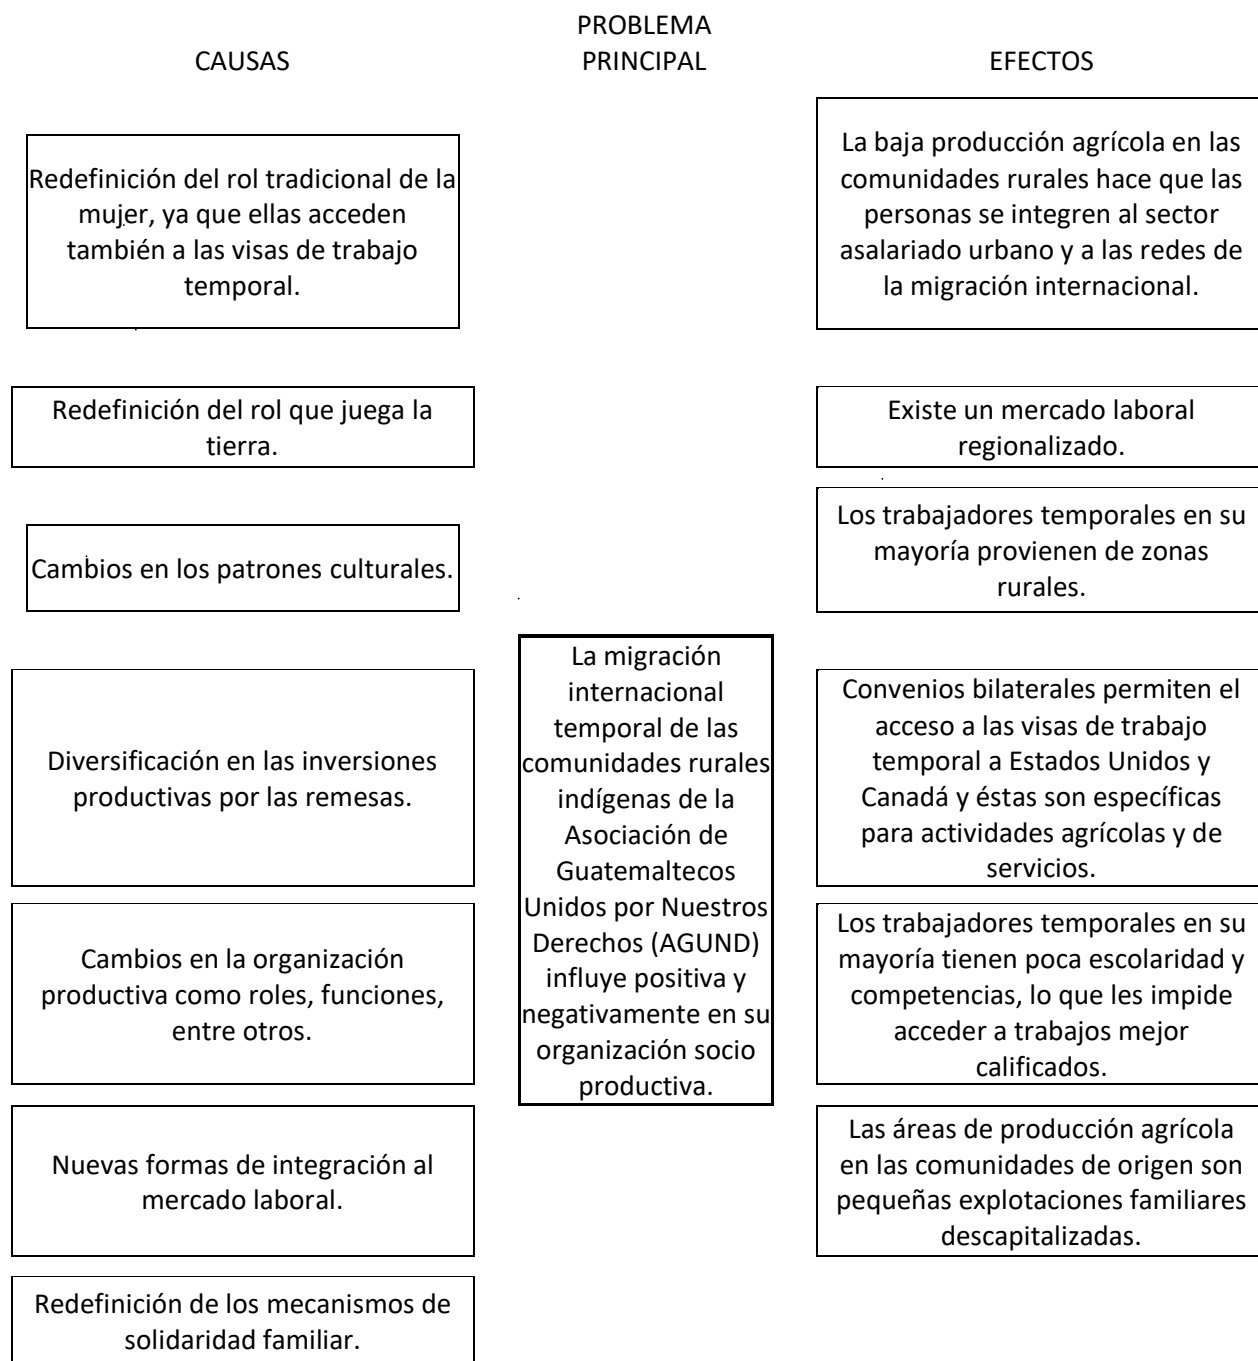 CAUSAS
PROBLEMA
PRINCIPAL
EFECTOS
Redefinición del rol tradicional de la
mujer, ya que ellas acceden
también a las visas de trabajo
temporal.
Redefinición del rol que juega la
tierra.
Cambios en los patrones culturales.
Diversificación en las inversiones
productivas por las remesas.
Cambios en la organización
productiva como roles, funciones,
entre otros.
Nuevas formas de integración al
mercado laboral.
Redefinición de los mecanismos de
solidaridad familiar.
La migración
internacional
temporal de las
comunidades rurales
indígenas de la
Asociación de
Guatemaltecos
Unidos por Nuestros
Derechos (AGUND)
influye positiva y
negativamente en su
organización socio
productiva.
La baja producción agrícola en las
comunidades rurales hace que las
personas se integren al sector
asalariado urbano y a las redes de
la migración internacional.
Existe un mercado laboral
regionalizado.
Los trabajadores temporales en su
mayoría provienen de zonas
rurales.
Convenios bilaterales permiten el
acceso a las visas de trabajo
temporal a Estados Unidos y
Canadá y éstas son específicas
para actividades agrícolas y de
servicios.
Los trabajadores temporales en su
mayoría tienen poca escolaridad y
competencias, lo que les impide
acceder a trabajos mejor
calificados.
Las áreas de producción agrícola
en las comunidades de origen son
pequeñas explotaciones familiares
descapitalizadas.